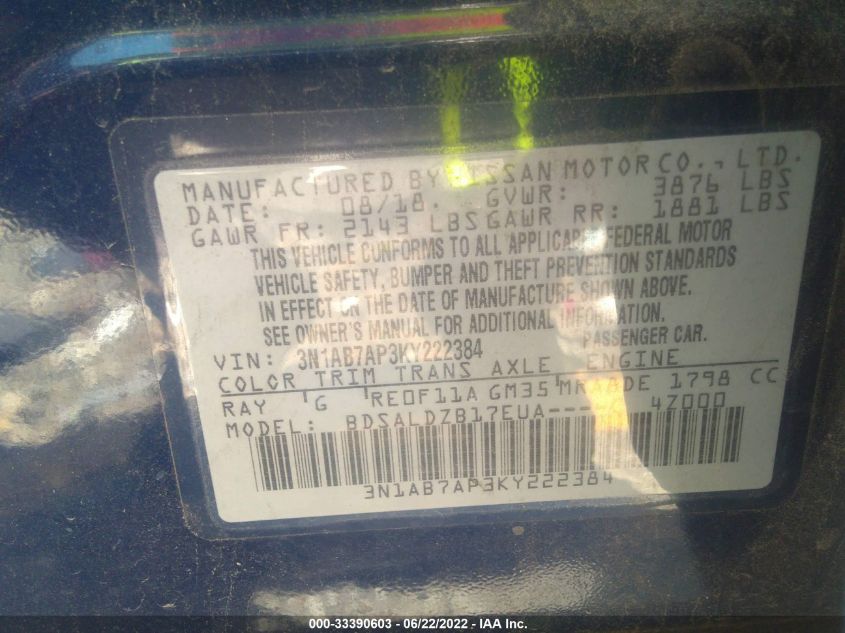 MANUFACTURED BY NISSAN MOTOR CO., LTD.
DATE: 08/18. GVWR: 3876 LBS
GAWR FR: 2143 LBS GAWR RR: 1881 LBS
THIS VEHICLE CONFORMS TO ALL APPLICABLE FEDERAL MOTOR
VEHICLE SAFETY, BUMPER AND THEFT PREVENTION STANDARDS
IN EFFECT ON THE DATE OF MANUFACTURE SHOWN ABOVE.
SEE OWNER'S MANUAL FOR ADDITIONAL INFORMATION.
VIN: 3N1AB7AP3KY222384 PASSENGER CAR.
COLOR TRIM TRANS AXLE ENGINE
RAY G RE0F11A GM35 1798 CC
MODEL: BDSALDZB17EUA---- 4Z000
3N1AB7AP3KY222384
000-33390603 - 06/22/2022 - IAA, Inc.